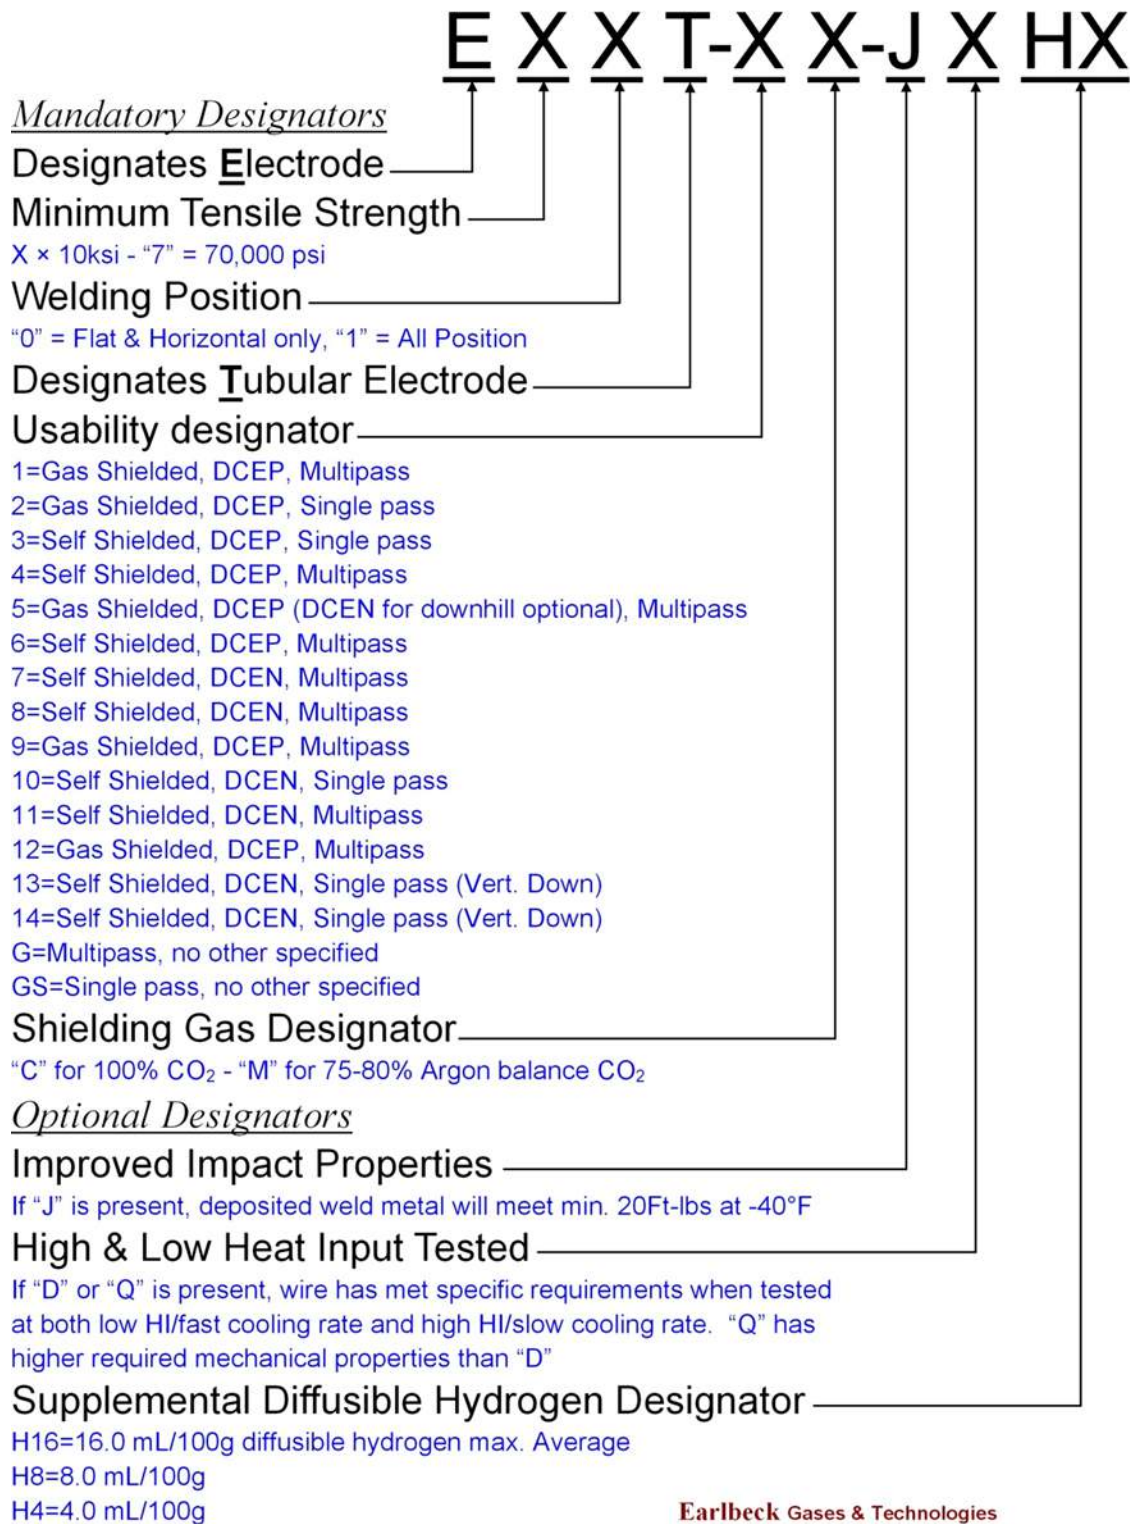 E X X T-X X-J X HX
Mandatory Designators
Designates Electrode
Minimum Tensile Strength
X × 10ksi - “7” = 70,000 psi
Welding Position
“0” = Flat & Horizontal only, “1” = All Position
Designates Tubular Electrode
Usability designator
1=Gas Shielded, DCEP, Multipass
2=Gas Shielded, DCEP, Single pass
3=Self Shielded, DCEP, Single pass
4=Self Shielded, DCEP, Multipass
5=Gas Shielded, DCEP (DCEN for downhill optional), Multipass
6=Self Shielded, DCEP, Multipass
7=Self Shielded, DCEN, Multipass
8=Self Shielded, DCEN, Multipass
9=Gas Shielded, DCEP, Multipass
10=Self Shielded, DCEN, Single pass
11=Self Shielded, DCEN, Multipass
12=Gas Shielded, DCEP, Multipass
13=Self Shielded, DCEN, Single pass (Vert. Down)
14=Self Shielded, DCEN, Single pass (Vert. Down)
G=Multipass, no other specified
GS=Single pass, no other specified
Shielding Gas Designator
“C” for 100% CO₂ - “M” for 75-80% Argon balance CO₂
Optional Designators
Improved Impact Properties
If “J” is present, deposited weld metal will meet min. 20Ft-lbs at -40°F
High & Low Heat Input Tested
If “D” or “Q” is present, wire has met specific requirements when tested
at both low HI/fast cooling rate and high HI/slow cooling rate.  “Q” has
higher required mechanical properties than “D”
Supplemental Diffusible Hydrogen Designator
H16=16.0 mL/100g diffusible hydrogen max. Average
H8=8.0 mL/100g
H4=4.0 mL/100g
Earlbeck Gases & Technologies